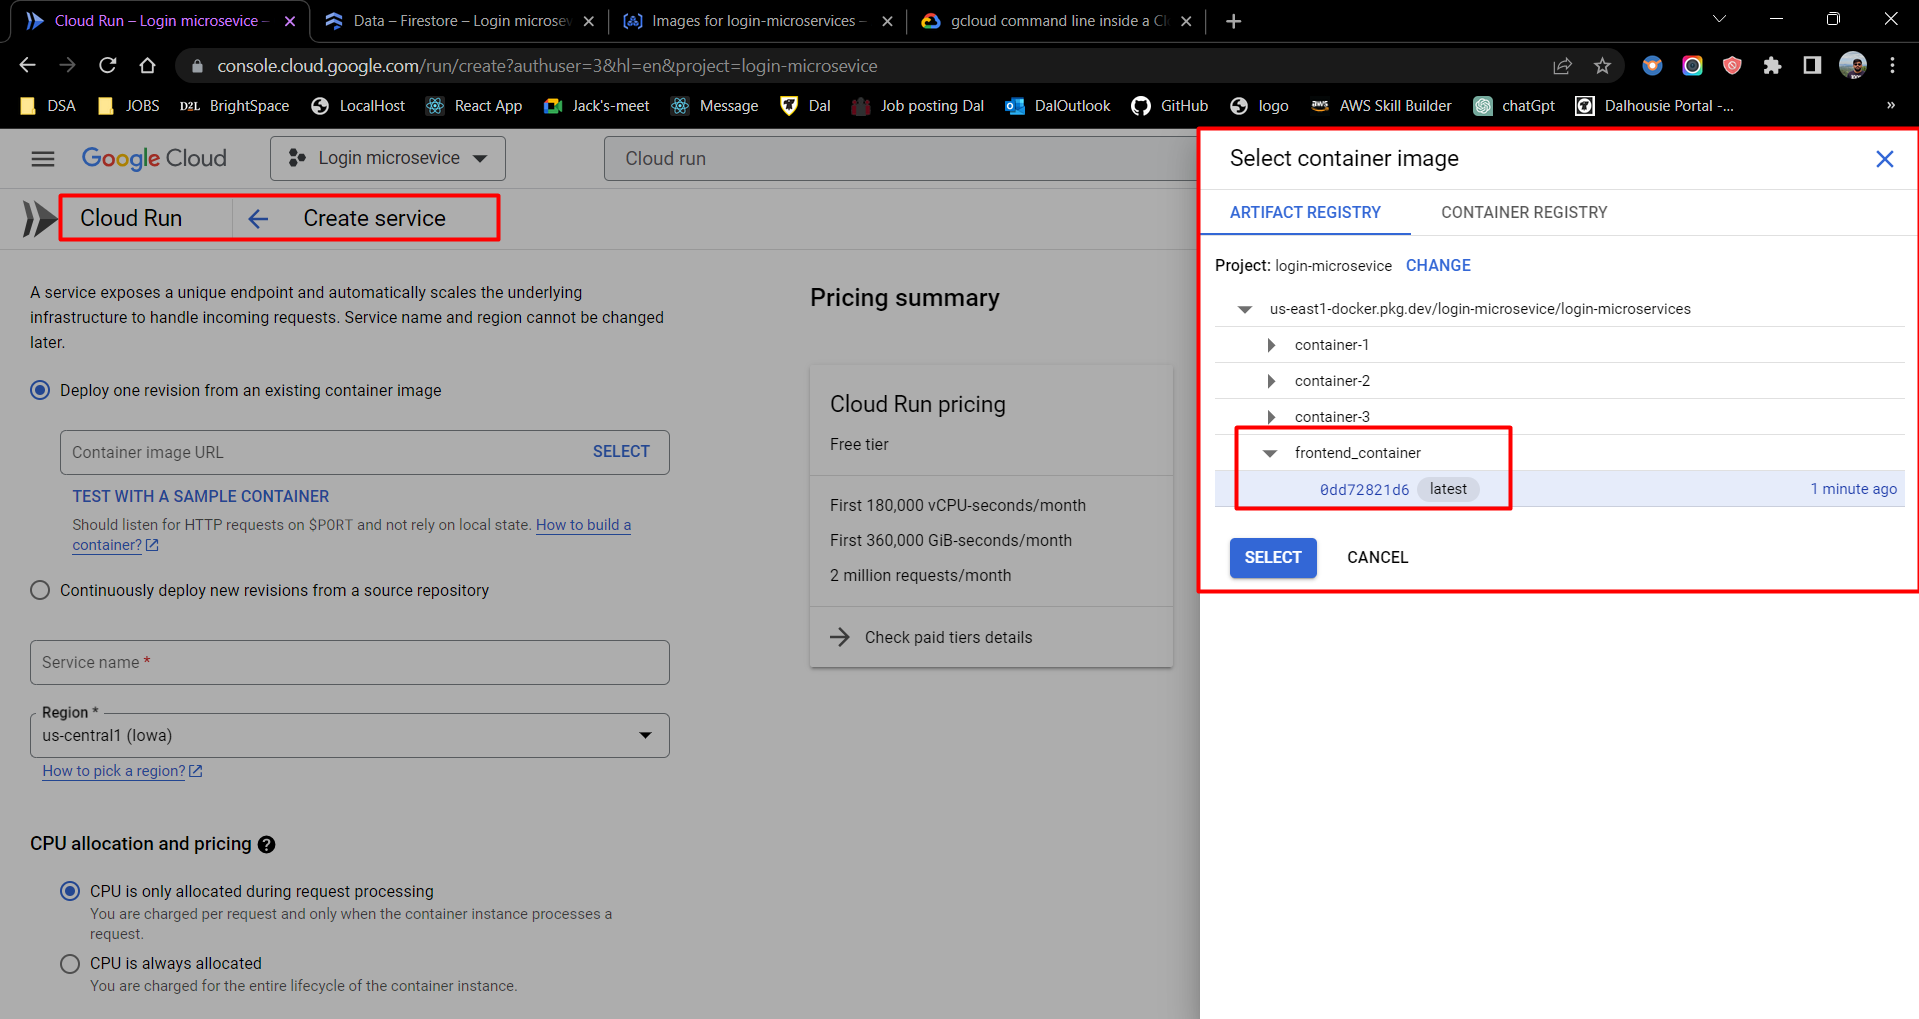 Cloud Run – Login microsevice –
Data – Firestore – Login microsev
Images for login-microservices –
gcloud command line inside a Cl
console.cloud.google.com/run/create?authuser=3&hl=en&project=login-microsevice
DSA
JOBS
D2L BrightSpace
LocalHost
React App
Jack's-meet
Message
Dal
Job posting Dal
DalOutlook
GitHub
logo
aws AWS Skill Builder
chatGpt
Dalhousie Portal -...
»
Google Cloud
Login microsevice
Cloud run
Cloud Run
Create service
A service exposes a unique endpoint and automatically scales the underlying
infrastructure to handle incoming requests. Service name and region cannot be changed
later.
Deploy one revision from an existing container image
Container image URL
SELECT
TEST WITH A SAMPLE CONTAINER
Should listen for HTTP requests on $PORT and not rely on local state. How to build a
container?
Continuously deploy new revisions from a source repository
Service name *
Region *
us-central1 (Iowa)
How to pick a region?
CPU allocation and pricing ?
CPU is only allocated during request processing
You are charged per request and only when the container instance processes a
request.
CPU is always allocated
You are charged for the entire lifecycle of the container instance.
Pricing summary
Cloud Run pricing
Free tier
First 180,000 vCPU-seconds/month
First 360,000 GiB-seconds/month
2 million requests/month
Check paid tiers details
Select container image
ARTIFACT REGISTRY
CONTAINER REGISTRY
Project: login-microsevice CHANGE
us-east1-docker.pkg.dev/login-microsevice/login-microservices
container-1
container-2
container-3
frontend_container
0dd72821d6 latest 1 minute ago
SELECT
CANCEL